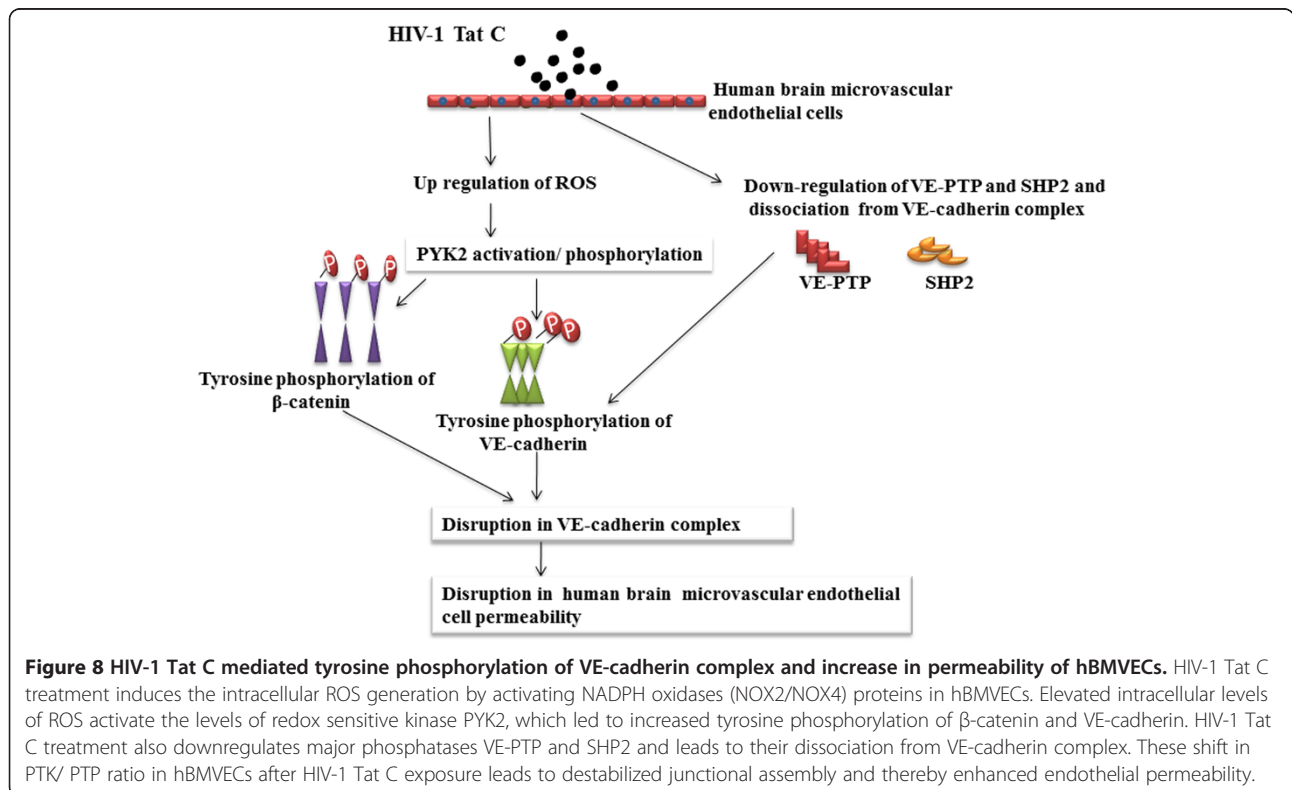 HIV-1 Tat C
Human brain microvascular
endothelial cells
Up regulation of ROS
Down-regulation of VE-PTP and SHP2 and
dissociation from VE-cadherin complex
PYK2 activation/ phosphorylation
VE-PTP
SHP2
P
P
P
P
P
P
Tyrosine phosphorylation of
β-catenin
Tyrosine phosphorylation of
VE-cadherin
Disruption in VE-cadherin complex
Disruption in human brain microvascular endothelial
cell permeability
Figure 8 HIV-1 Tat C mediated tyrosine phosphorylation of VE-cadherin complex and increase in permeability of hBMVECs. HIV-1 Tat C
treatment induces the intracellular ROS generation by activating NADPH oxidases (NOX2/NOX4) proteins in hBMVECs. Elevated intracellular levels
of ROS activate the levels of redox sensitive kinase PYK2, which led to increased tyrosine phosphorylation of β-catenin and VE-cadherin. HIV-1 Tat
C treatment also downregulates major phosphatases VE-PTP and SHP2 and leads to their dissociation from VE-cadherin complex. These shift in
PTK/ PTP ratio in hBMVECs after HIV-1 Tat C exposure leads to destabilized junctional assembly and thereby enhanced endothelial permeability.